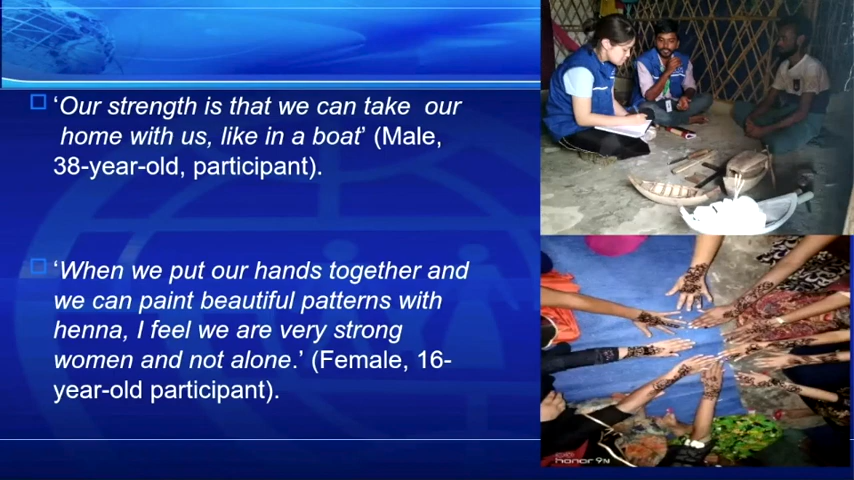 ‘Our strength is that we can take our
home with us, like in a boat’ (Male,
38-year-old, participant).
‘When we put our hands together and
we can paint beautiful patterns with
henna, I feel we are very strong
women and not alone.’ (Female, 16-
year-old participant).
honor 9N